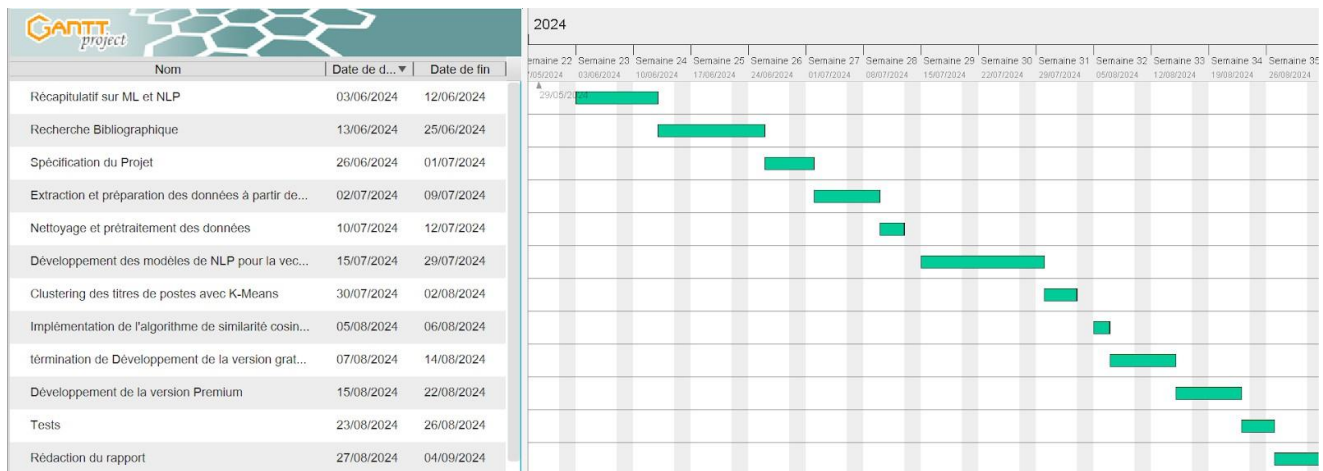 GANTT
project
2024
emaine 22 Semaine 23 Semaine 24 Semaine 25 Semaine 26 Semaine 27 Semaine 28 Semaine 29 Semaine 30 Semaine 31 Semaine 32 Semaine 33 Semaine 34 Semaine 35
/05/2024 03/06/2024 10/06/2024 17/06/2024 24/06/2024 01/07/2024 08/07/2024 15/07/2024 22/07/2024 29/07/2024 05/08/2024 12/08/2024 19/08/2024 26/08/2024
Nom Date de d... Date de fin
29/05/20
Récapitulatif sur ML et NLP 03/06/2024 12/06/2024
Recherche Bibliographique 13/06/2024 25/06/2024
Spécification du Projet 26/06/2024 01/07/2024
Extraction et préparation des données à partir de... 02/07/2024 09/07/2024
Nettoyage et prétraitement des données 10/07/2024 12/07/2024
Développement des modèles de NLP pour la vec... 15/07/2024 29/07/2024
Clustering des titres de postes avec K-Means 30/07/2024 02/08/2024
Implémentation de l'algorithme de similarité cosin... 05/08/2024 06/08/2024
términation de Développement de la version grat... 07/08/2024 14/08/2024
Développement de la version Premium 15/08/2024 22/08/2024
Tests 23/08/2024 26/08/2024
Rédaction du rapport 27/08/2024 04/09/2024